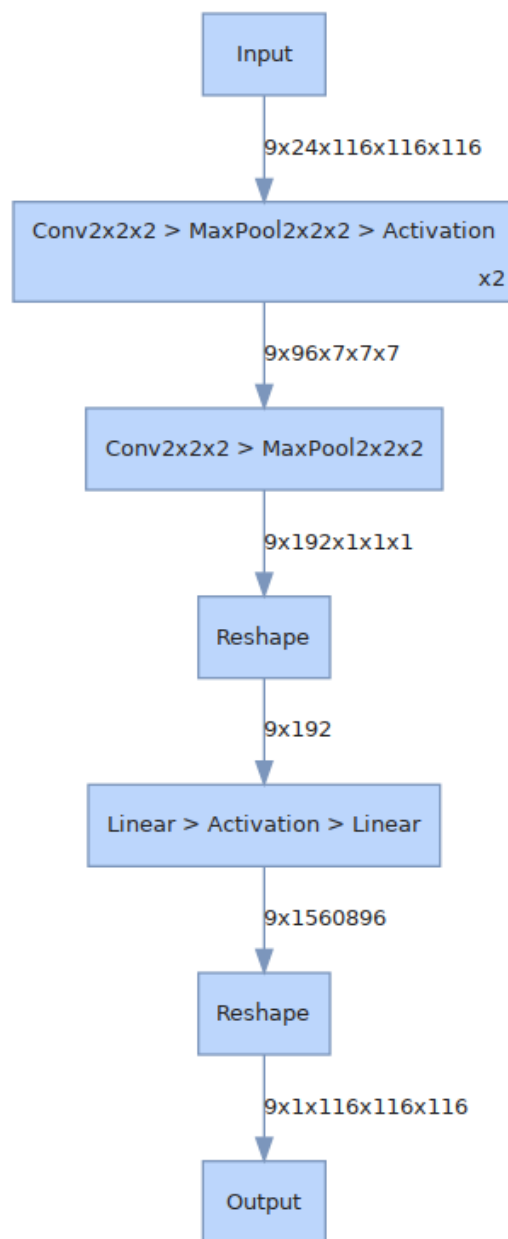 Input
9x24x116x116x116
Conv2x2x2 > MaxPool2x2x2 > Activation
x2
9x96x7x7x7
Conv2x2x2 > MaxPool2x2x2
9x192x1x1x1
Reshape
9x192
Linear > Activation > Linear
9x1560896
Reshape
9x1x116x116x116
Output